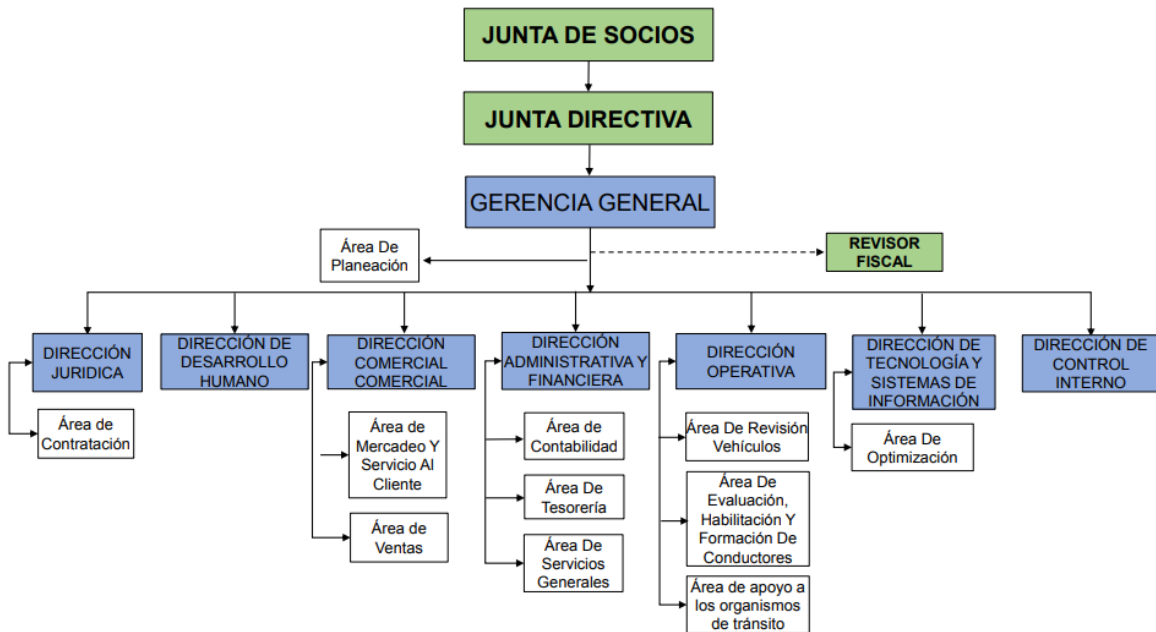 JUNTA DE SOCIOS
JUNTA DIRECTIVA
GERENCIA GENERAL
Área De
Planeación
REVISOR
FISCAL
DIRECCIÓN
JURIDICA
DIRECCIÓN DE
DESARROLLO
HUMANO
DIRECCIÓN
COMERCIAL
COMERCIAL
DIRECCIÓN
ADMINISTRATIVA Y
FINANCIERA
DIRECCIÓN
OPERATIVA
DIRECCIÓN DE
TECNOLOGÍA Y
SISTEMAS DE
INFORMACIÓN
DIRECCIÓN DE
CONTROL
INTERNO
Área de
Contratación
Área de
Mercadeo Y
Servicio Al
Cliente
Área de
Ventas
Área de
Contabilidad
Área De
Tesorería
Área De
Servicios
Generales
Área De Revisión
Vehículos
Área De
Evaluación,
Habilitación Y
Formación De
Conductores
Área de apoyo a
los organismos
de tránsito
Área De
Optimización